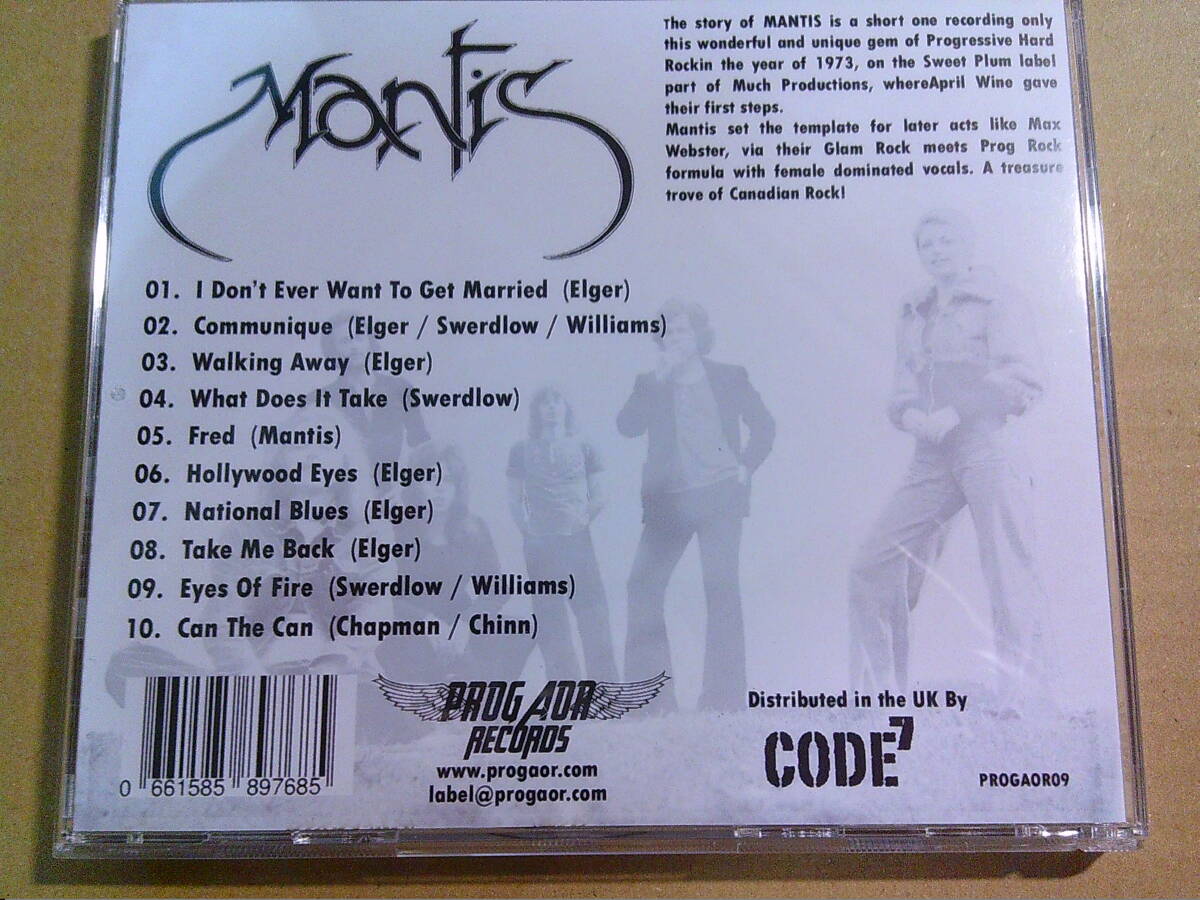 Mantis
The story of MANTIS is a short one recording only
this wonderful and unique gem of Progressive Hard
Rockin the year of 1973, on the Sweet Plum label
part of Much Productions, whereApril Wine gave
their first steps.
Mantis set the template for later acts like Max
Webster, via their Glam Rock meets Prog Rock
formula with female dominated vocals. A treasure
trove of Canadian Rock!
01. I Don't Ever Want To Get Married (Elger)
02. Communique (Elger / Swerdlow / Williams)
03. Walking Away (Elger)
04. What Does It Take (Swerdlow)
05. Fred (Mantis)
06. Hollywood Eyes (Elger)
07. National Blues (Elger)
08. Take Me Back (Elger)
09. Eyes Of Fire (Swerdlow / Williams)
10. Can The Can (Chapman / Chinn)
0 661585 897685
PROG AOR
RECORDS
www.progaor.com
label@progaor.com
Distributed in the UK By
CODE7
PROGAOR09